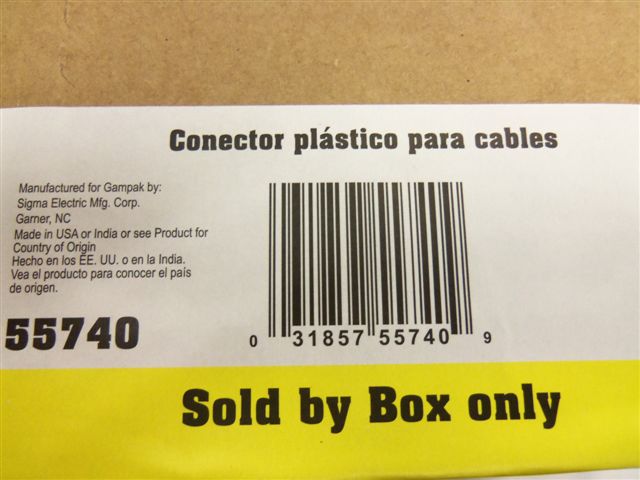 Conector plástico para cables
Manufactured for Gampak by:
Sigma Electric Mfg. Corp.
Garner, NC
Made in USA or India or see Product for
Country of Origin
Hecho en los EE. UU. o en la India.
Vea el producto para conocer el país
de origen.
55740
0 31857 55740 9
Sold by Box only